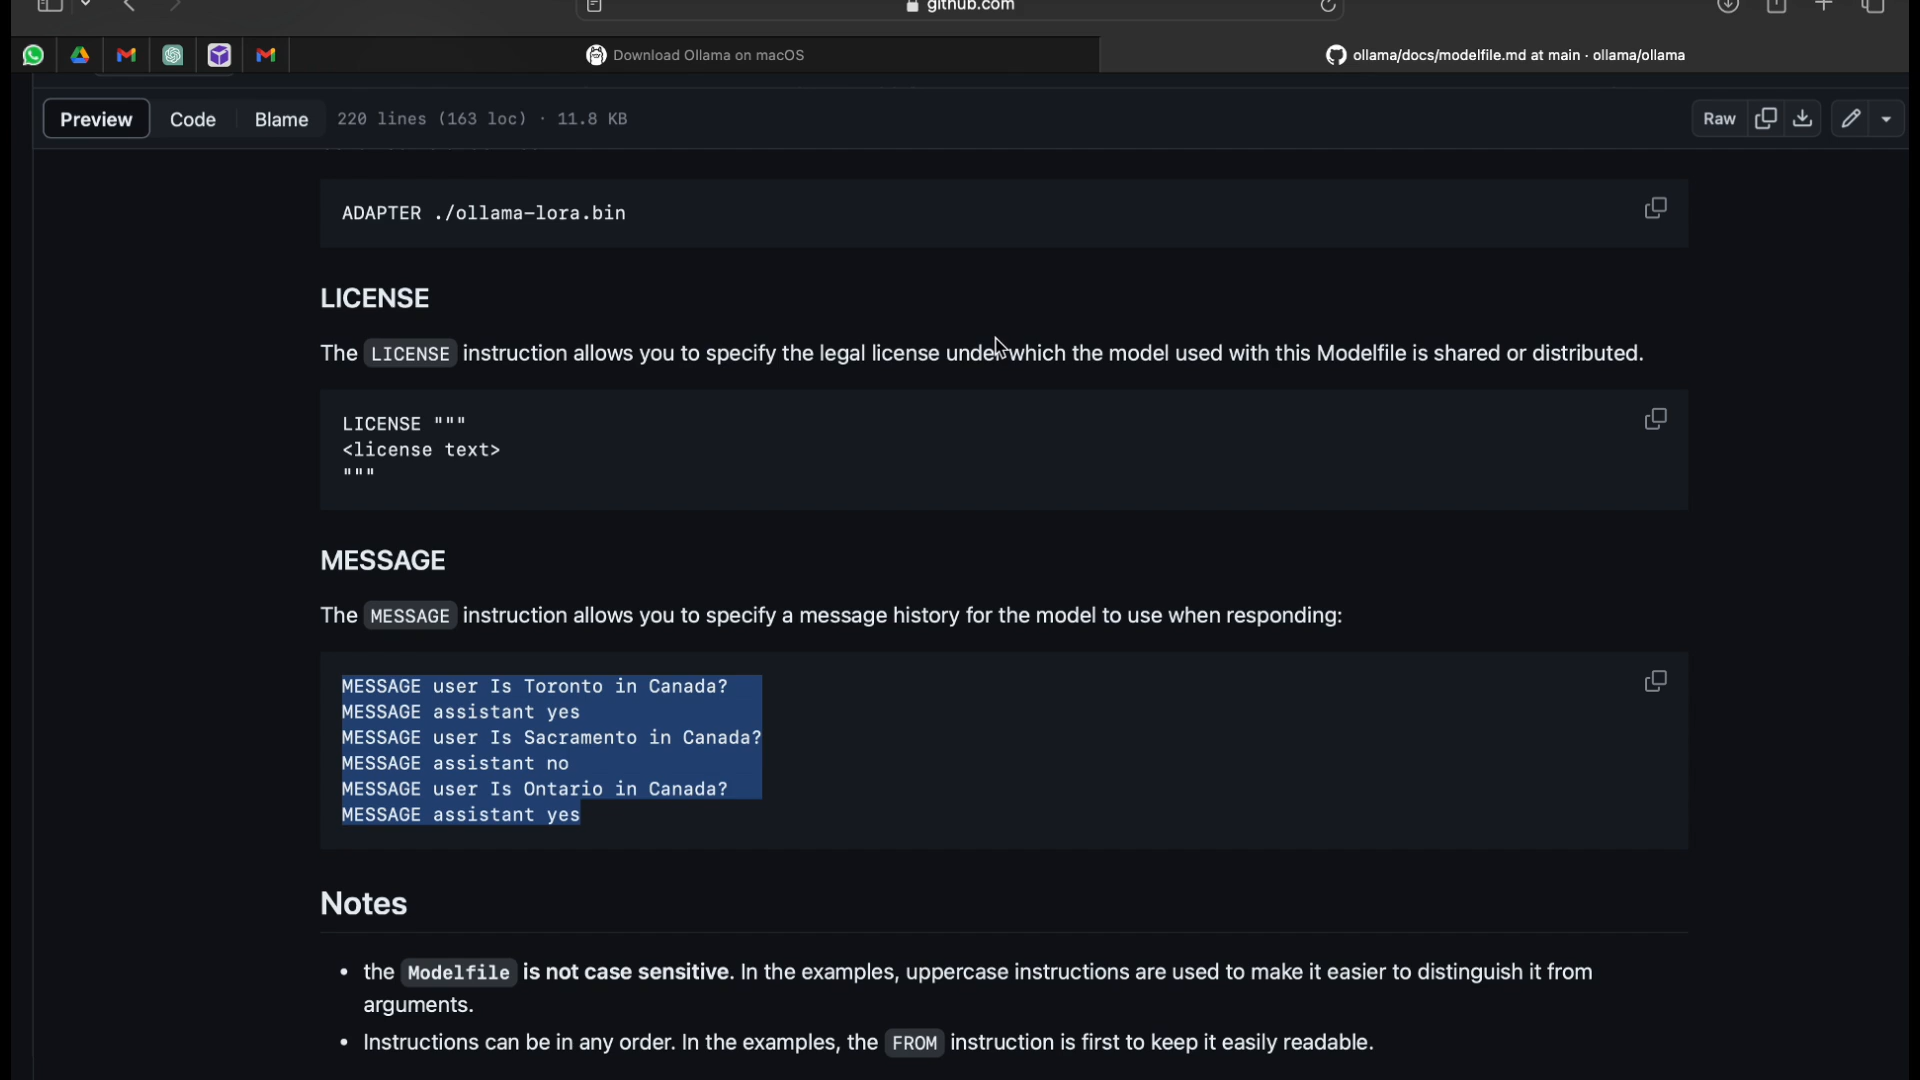 github.com
Download Ollama on macOS
ollama/docs/modelfile.md at main · ollama/ollama
Preview Code Blame 220 lines (163 loc) · 11.8 KB Raw
ADAPTER ./ollama-lora.bin
LICENSE
The LICENSE instruction allows you to specify the legal license under which the model used with this Modelfile is shared or distributed.
LICENSE """
<license text>
"""
MESSAGE
The MESSAGE instruction allows you to specify a message history for the model to use when responding:
MESSAGE user Is Toronto in Canada?
MESSAGE assistant yes
MESSAGE user Is Sacramento in Canada?
MESSAGE assistant no
MESSAGE user Is Ontario in Canada?
MESSAGE assistant yes
Notes
• the Modelfile is not case sensitive. In the examples, uppercase instructions are used to make it easier to distinguish it from
arguments.
• Instructions can be in any order. In the examples, the FROM instruction is first to keep it easily readable.